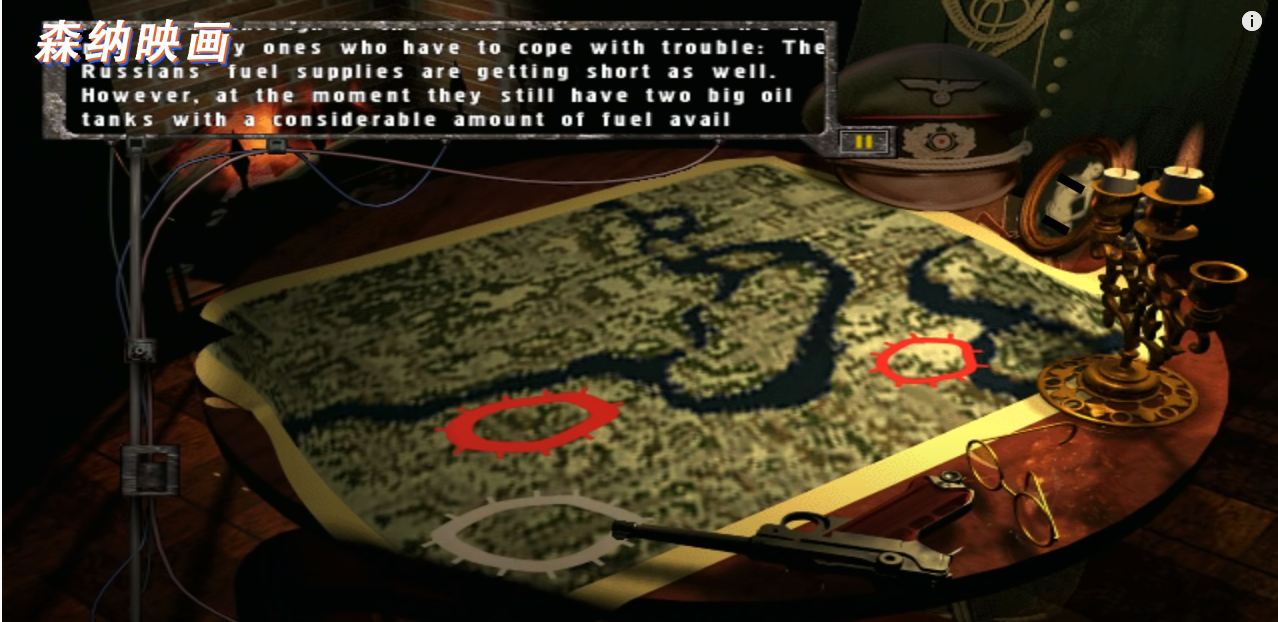 森纳映画
ones who have to cope with trouble: The
Russians' fuel supplies are getting short as well.
However, at the moment they still have two big oil
tanks with a considerable amount of fuel avail